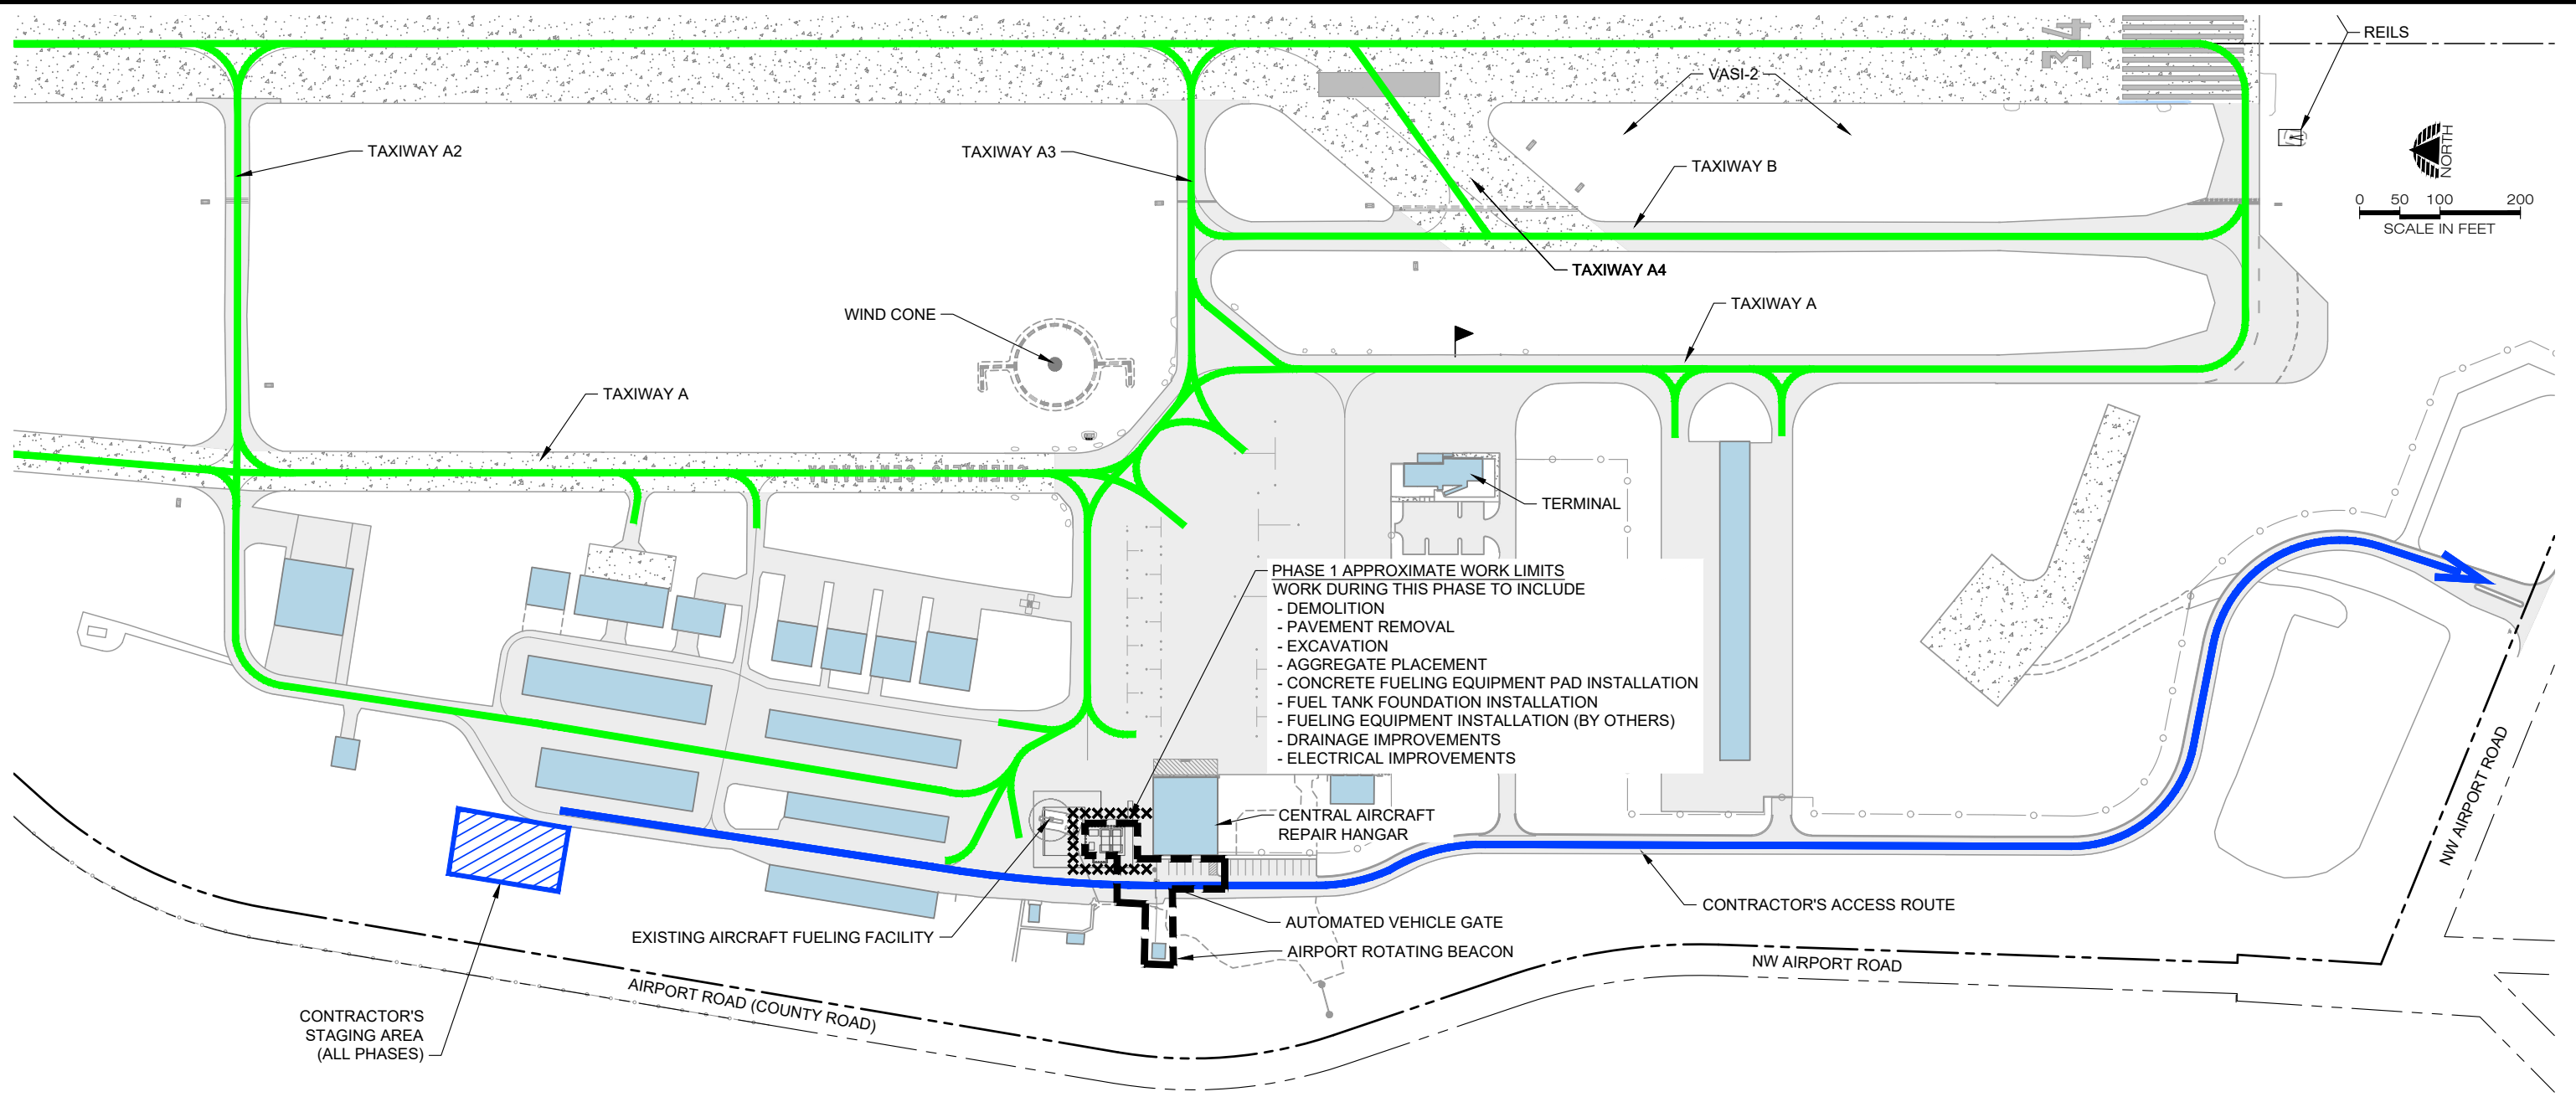 REILS
VASI-2
TAXIWAY A2
TAXIWAY A3
TAXIWAY B
NORTH
0 50 100 200
SCALE IN FEET
TAXIWAY A4
TAXIWAY A
WIND CONE
TAXIWAY A
TERMINAL
PHASE 1 APPROXIMATE WORK LIMITS
WORK DURING THIS PHASE TO INCLUDE
- DEMOLITION
- PAVEMENT REMOVAL
- EXCAVATION
- AGGREGATE PLACEMENT
- CONCRETE FUELING EQUIPMENT PAD INSTALLATION
- FUEL TANK FOUNDATION INSTALLATION
- FUELING EQUIPMENT INSTALLATION (BY OTHERS)
- DRAINAGE IMPROVEMENTS
- ELECTRICAL IMPROVEMENTS
CENTRAL AIRCRAFT
REPAIR HANGAR
NW AIRPORT ROAD
CONTRACTOR'S ACCESS ROUTE
AUTOMATED VEHICLE GATE
EXISTING AIRCRAFT FUELING FACILITY
AIRPORT ROTATING BEACON
NW AIRPORT ROAD
AIRPORT ROAD (COUNTY ROAD)
CONTRACTOR'S
STAGING AREA
(ALL PHASES)